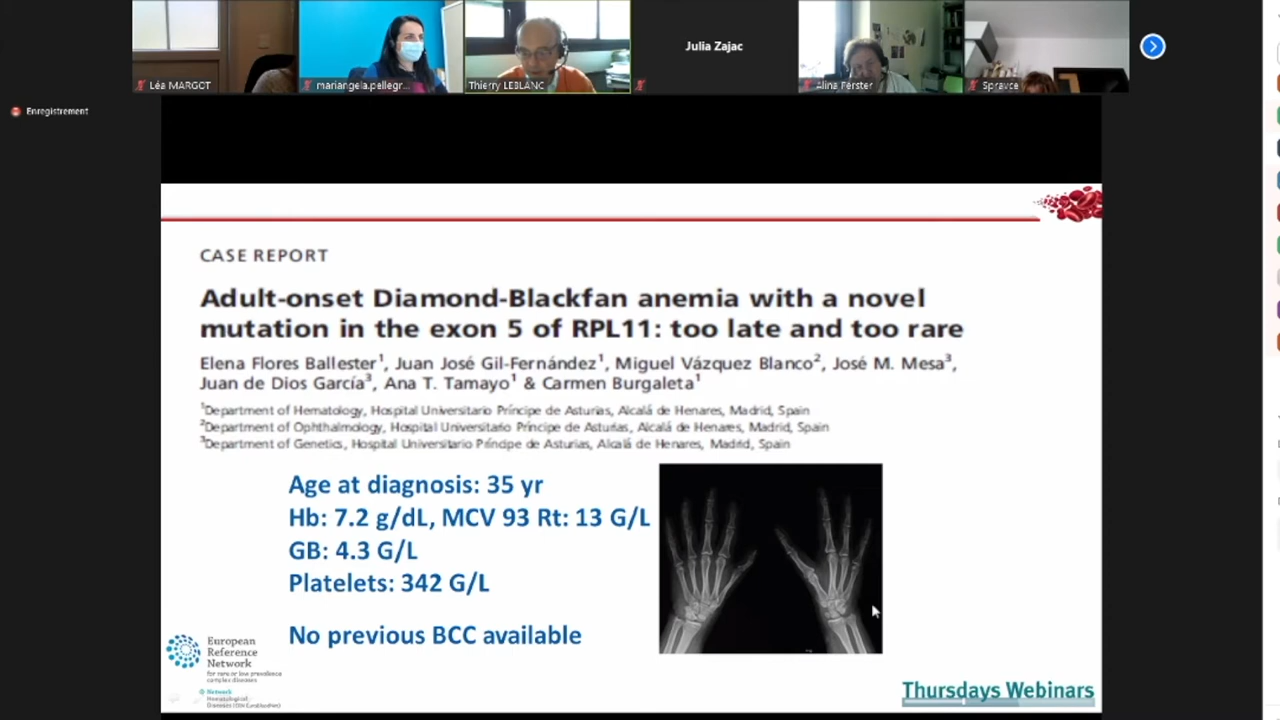 Léa MARGOT
mariangela.pellegr...
Thierry LEBLANC
Julia Zajac
Alina Ferster
Spravce
Enregistrement
CASE REPORT
Adult-onset Diamond-Blackfan anemia with a novel
mutation in the exon 5 of RPL11: too late and too rare
Elena Flores Ballester¹, Juan José Gil-Fernández¹, Miguel Vázquez Blanco², José M. Mesa³,
Juan de Dios García³, Ana T. Tamayo¹ & Carmen Burgaleta¹
¹Department of Hematology, Hospital Universitario Príncipe de Asturias, Alcalá de Henares, Madrid, Spain
²Department of Ophthalmology, Hospital Universitario Príncipe de Asturias, Alcalá de Henares, Madrid, Spain
³Department of Genetics, Hospital Universitario Príncipe de Asturias, Alcalá de Henares, Madrid, Spain
Age at diagnosis: 35 yr
Hb: 7.2 g/dL, MCV 93 Rt: 13 G/L
GB: 4.3 G/L
Platelets: 342 G/L
No previous BCC available
European
Reference
Network
for rare or low prevalence
complex diseases
Network
Hematological
Diseases (ERN EuroBloodNet)
Thursdays Webinars